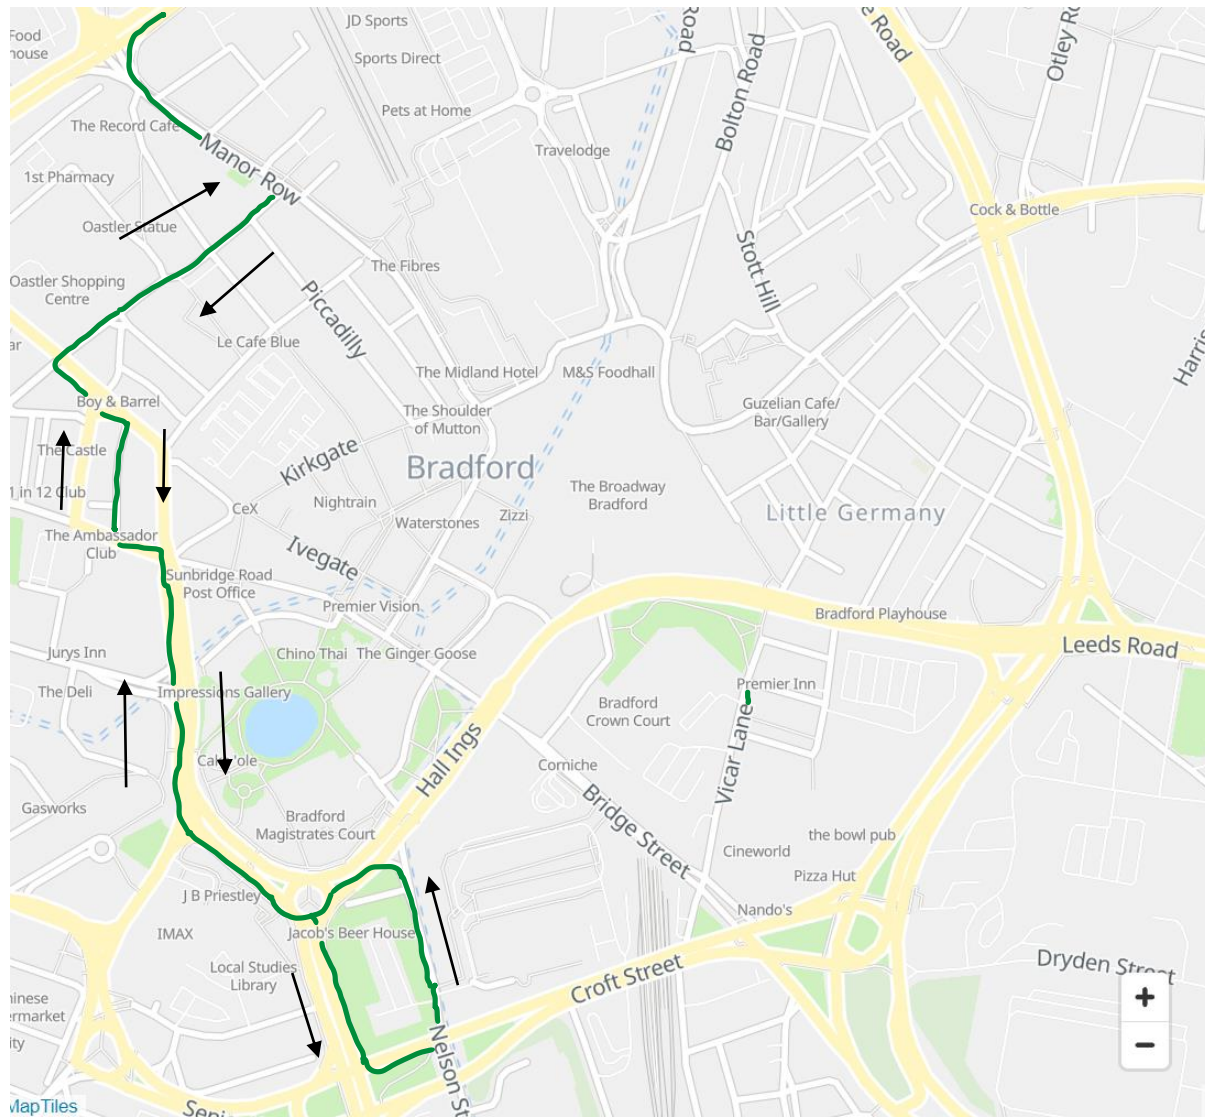 JD Sports
Food
house
Sports Direct
Road
e Road
Otley Ro
Bolton Road
Pets at Home
The Record Cafe
Manor Row
Travelodge
1st Pharmacy
Cock & Bottle
Oastler Statue
Stott Hill
The Fibres
Oastler Shopping
Centre
Piccadilly
Harris
ar
Le Cafe Blue
The Midland Hotel
M&S Foodhall
Boy & Barrel
The Shoulder
of Mutton
Guzelian Cafe/
Bar/Gallery
The Castle
Kirkgate
Bradford
1 in 12 Club
Nightrain
The Broadway
Bradford
CeX
Waterstones
Zizzi
Little Germany
The Ambassador
Club
Ivegate
Sunbridge Road
Post Office
Premier Vision
Bradford Playhouse
Jurys Inn
Chino Thai
The Ginger Goose
Leeds Road
The Deli
Impressions Gallery
Premier Inn
Bradford
Crown Court
Vicar Lane
Hall Ings
Corniche
Gasworks
Bradford
Magistrates Court
Bridge Street
the bowl pub
Cineworld
Pizza Hut
J B Priestley
Nando's
IMAX
Jacob's Beer House
Local Studies
Library
Croft Street
Dryden Street
hinese
ermarket
ity
+
Nelson St
−
MapTiles